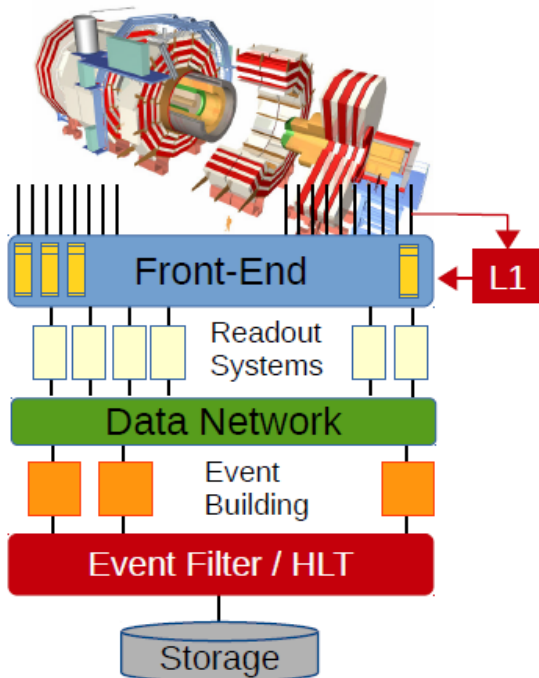 Front-End
L1
Readout
Systems
Data Network
Event
Building
Event Filter / HLT
Storage